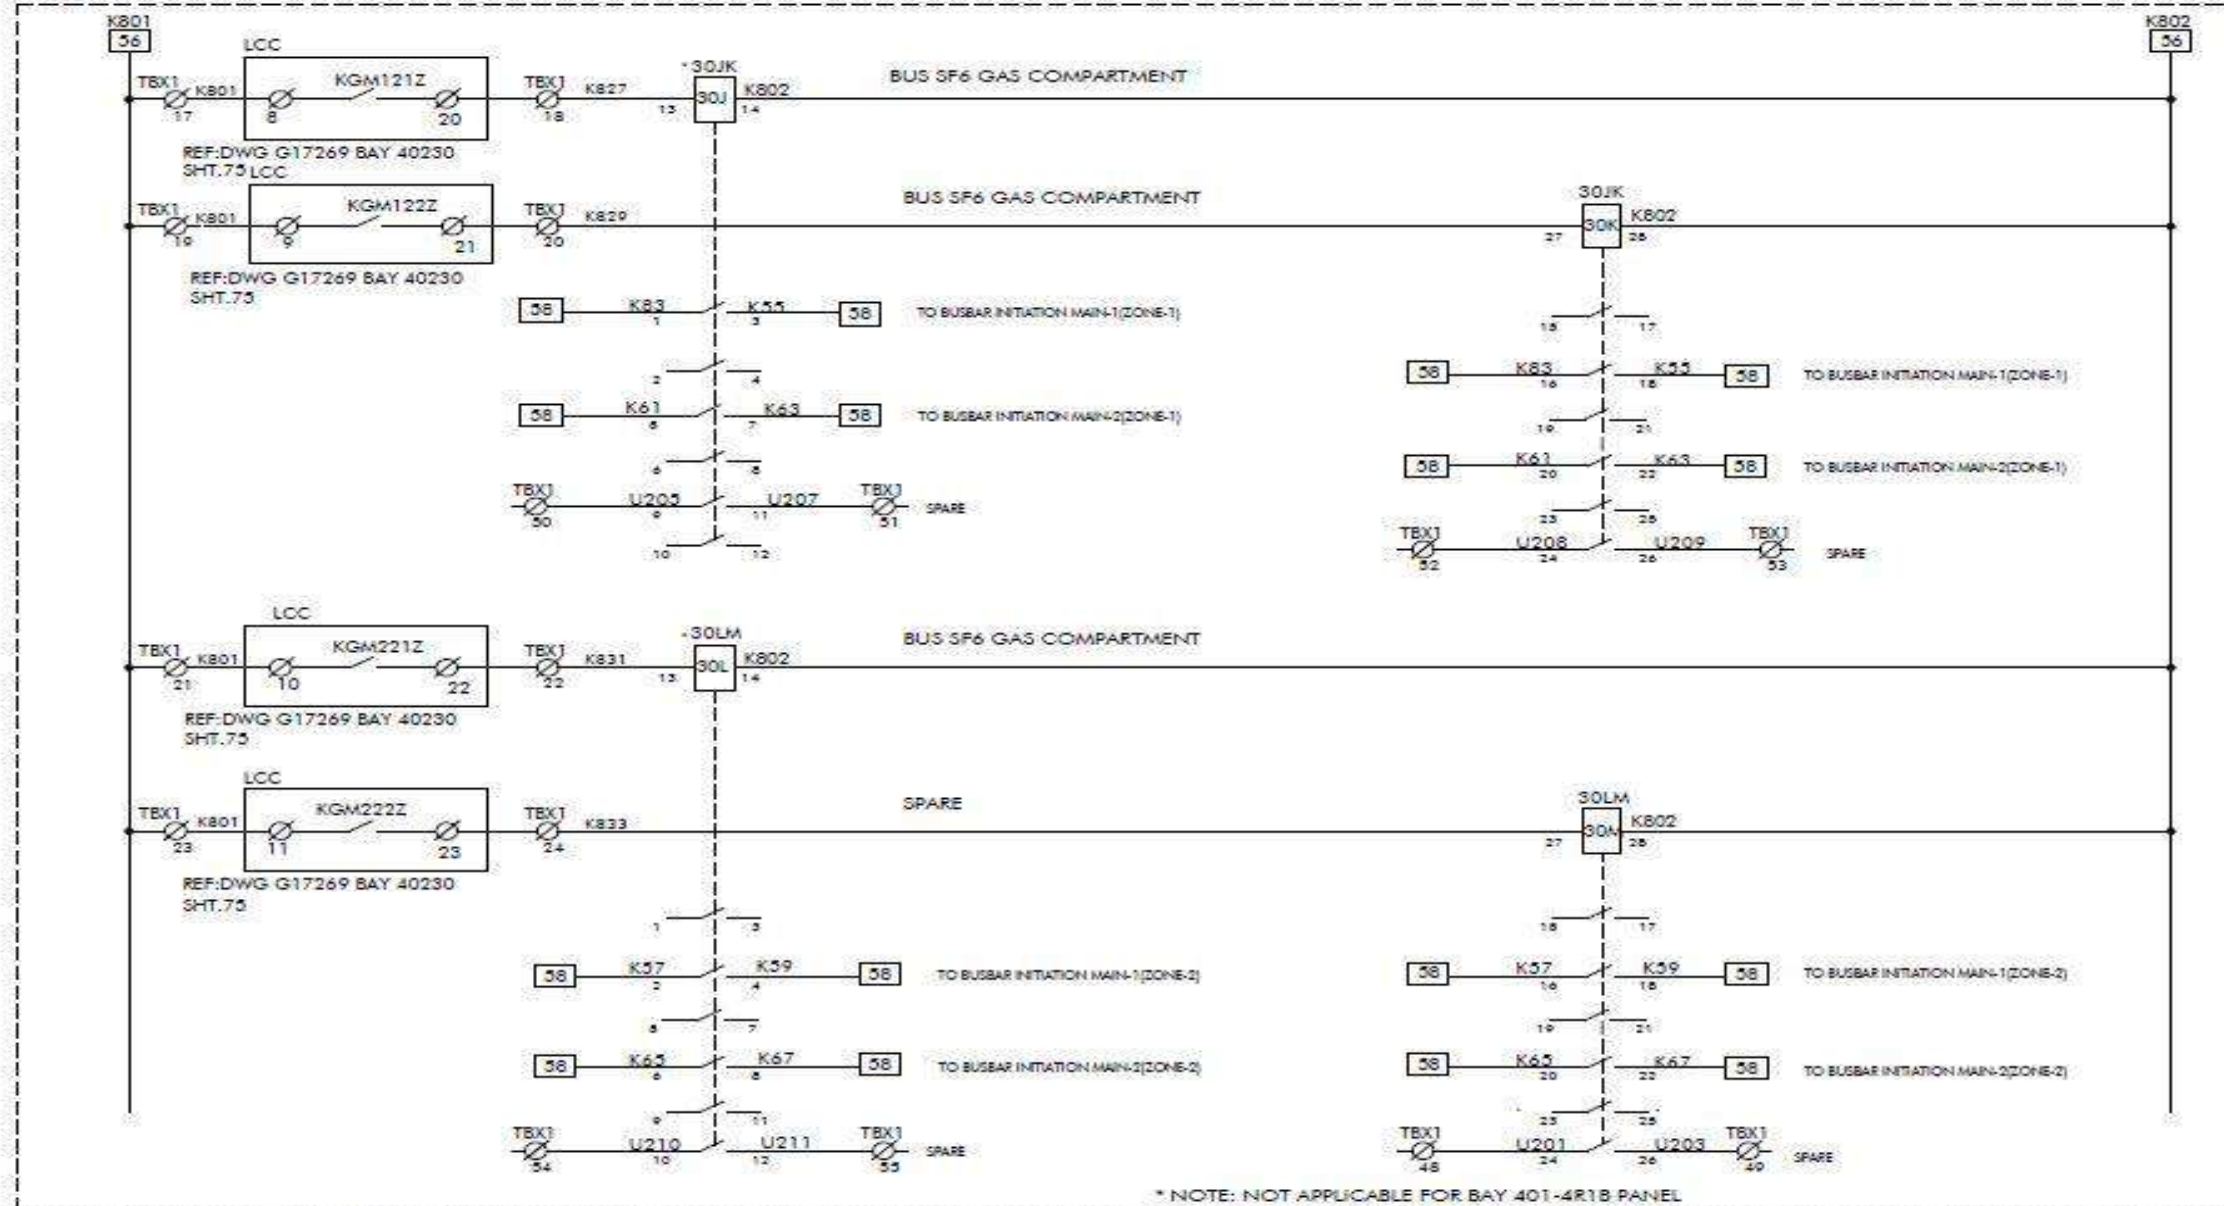 K801 K802
56 56
LCC
TBX1 K801 KGM121Z TBX1 K827 *30JK 30J K802 BUS SF6 GAS COMPARTMENT
17 8 20 18 13 14
REF:DWG G17269 BAY 40230
SHT.75
LCC
TBX1 K801 KGM122Z TBX1 K829 BUS SF6 GAS COMPARTMENT 30JK 30K K802
19 9 21 20 27 28
REF:DWG G17269 BAY 40230
SHT.75
58 K83 K55 58 TO BUSBAR INITIATION MAIN-1(ZONE-1)
1 3
15 17
2 4
58 K83 K55 58 TO BUSBAR INITIATION MAIN-1(ZONE-1)
16 18
58 K61 K63 58 TO BUSBAR INITIATION MAIN-2(ZONE-1)
5 7
19 21
6 8
58 K61 K63 58 TO BUSBAR INITIATION MAIN-2(ZONE-1)
20 22
TBX1 U205 U207 TBX1 SPARE
50 9 11 51
23 25
10 12
TBX1 U208 U209 TBX1 SPARE
52 24 26 53
LCC
TBX1 K801 KGM221Z TBX1 K831 30LM 30L K802 BUS SF6 GAS COMPARTMENT
21 10 22 22 13 14
REF:DWG G17269 BAY 40230
SHT.75
LCC
TBX1 K801 KGM222Z TBX1 K833 SPARE 30LM 30M K802
23 11 23 24 27 28
REF:DWG G17269 BAY 40230
SHT.75
1 3 15 17
58 K57 K59 58 TO BUSBAR INITIATION MAIN-1(ZONE-2) 58 K57 K59 58 TO BUSBAR INITIATION MAIN-1(ZONE-2)
2 4 16 18
5 7 19 21
58 K65 K67 58 TO BUSBAR INITIATION MAIN-2(ZONE-2) 58 K65 K67 58 TO BUSBAR INITIATION MAIN-2(ZONE-2)
6 8 20 22
9 11 23 25
TBX1 U210 U211 TBX1 SPARE TBX1 U201 U203 TBX1 SPARE
54 10 12 55 48 24 26 49
* NOTE: NOT APPLICABLE FOR BAY 401-4R1B PANEL